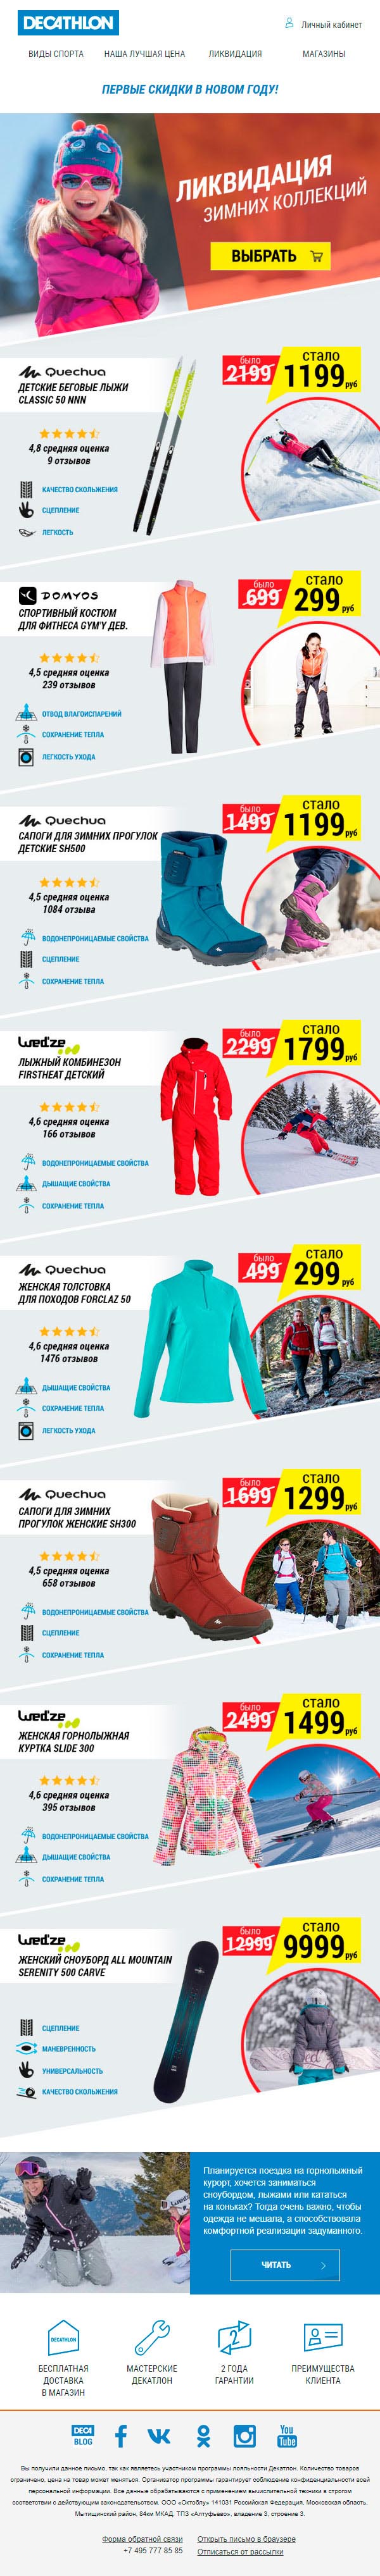 DECATHLON
Личный кабинет
ВИДЫ СПОРТА НАША ЛУЧШАЯ ЦЕНА ЛИКВИДАЦИЯ МАГАЗИНЫ
ПЕРВЫЕ СКИДКИ В НОВОМ ГОДУ!
ЛИКВИДАЦИЯ
ЗИМНИХ КОЛЛЕКЦИЙ
ВЫБРАТЬ
Quechua
ДЕТСКИЕ БЕГОВЫЕ ЛЫЖИ
CLASSIC 50 NNN
было
2199
стало
1199 руб
4,8 средняя оценка
9 отзывов
КАЧЕСТВО СКОЛЬЖЕНИЯ
СЦЕПЛЕНИЕ
ЛЕГКОСТЬ
DOMYOS
СПОРТИВНЫЙ КОСТЮМ
ДЛЯ ФИТНЕСА GYM'Y ДЕВ.
было
699
стало
299 руб
4,5 средняя оценка
239 отзывов
ОТВОД ВЛАГОИСПАРЕНИЙ
СОХРАНЕНИЕ ТЕПЛА
ЛЕГКОСТЬ УХОДА
Quechua
САПОГИ ДЛЯ ЗИМНИХ ПРОГУЛОК
ДЕТСКИЕ SH500
было
1499
стало
1199 руб
4,5 средняя оценка
1084 отзыва
ВОДОНЕПРОНИЦАЕМЫЕ СВОЙСТВА
СЦЕПЛЕНИЕ
СОХРАНЕНИЕ ТЕПЛА
wed'ze
ЛЫЖНЫЙ КОМБИНЕЗОН
FIRSTHEAT ДЕТСКИЙ
было
2299
стало
1799 руб
4,6 средняя оценка
166 отзывов
ВОДОНЕПРОНИЦАЕМЫЕ СВОЙСТВА
ДЫШАЩИЕ СВОЙСТВА
СОХРАНЕНИЕ ТЕПЛА
Quechua
ЖЕНСКАЯ ТОЛСТОВКА
ДЛЯ ПОХОДОВ FORCLAZ 50
было
499
стало
299 руб
4,6 средняя оценка
1476 отзывов
ДЫШАЩИЕ СВОЙСТВА
СОХРАНЕНИЕ ТЕПЛА
ЛЕГКОСТЬ УХОДА
Quechua
САПОГИ ДЛЯ ЗИМНИХ
ПРОГУЛОК ЖЕНСКИЕ SH300
было
1699
стало
1299 руб
4,5 средняя оценка
658 отзывов
ВОДОНЕПРОНИЦАЕМЫЕ СВОЙСТВА
СЦЕПЛЕНИЕ
СОХРАНЕНИЕ ТЕПЛА
wed'ze
ЖЕНСКАЯ ГОРНОЛЫЖНАЯ
КУРТКА SLIDE 300
было
2499
стало
1499 руб
4,6 средняя оценка
395 отзывов
ВОДОНЕПРОНИЦАЕМЫЕ СВОЙСТВА
ДЫШАЩИЕ СВОЙСТВА
СОХРАНЕНИЕ ТЕПЛА
wed'ze
ЖЕНСКИЙ СНОУБОРД ALL MOUNTAIN
SERENITY 500 CARVE
было
12999
стало
9999 руб
СЦЕПЛЕНИЕ
МАНЕВРЕННОСТЬ
УНИВЕРСАЛЬНОСТЬ
КАЧЕСТВО СКОЛЬЖЕНИЯ
Планируется поездка на горнолыжный
курорт, хочется заниматься
сноубордом, лыжами или кататься
на коньках? Тогда очень важно, чтобы
одежда не мешала, а способствовала
комфортной реализации задуманного.
ЧИТАТЬ
DECATHLON
2
БЕСПЛАТНАЯ
ДОСТАВКА
В МАГАЗИН
МАСТЕРСКИЕ
ДЕКАТЛОН
2 ГОДА
ГАРАНТИИ
ПРЕИМУЩЕСТВА
КЛИЕНТА
DECA
BLOG
You
Tube
Вы получили данное письмо, так как являетесь участником программы лояльности Декатлон. Количество товаров
ограничено, цена на товар может меняться. Организатор программы гарантирует соблюдение конфиденциальности всей
персональной информации. Все данные обрабатываются с применением вычислительной техники в строгом
соответствии с действующим законодательством. ООО «Октоблу» 141031 Российская Федерация, Московская область,
Мытищинский район, 84км МКАД, ТПЗ «Алтуфьево», владение 3, строение 3.
Форма обратной связи Открыть письмо в браузере
+7 495 777 85 85 Отписаться от рассылки